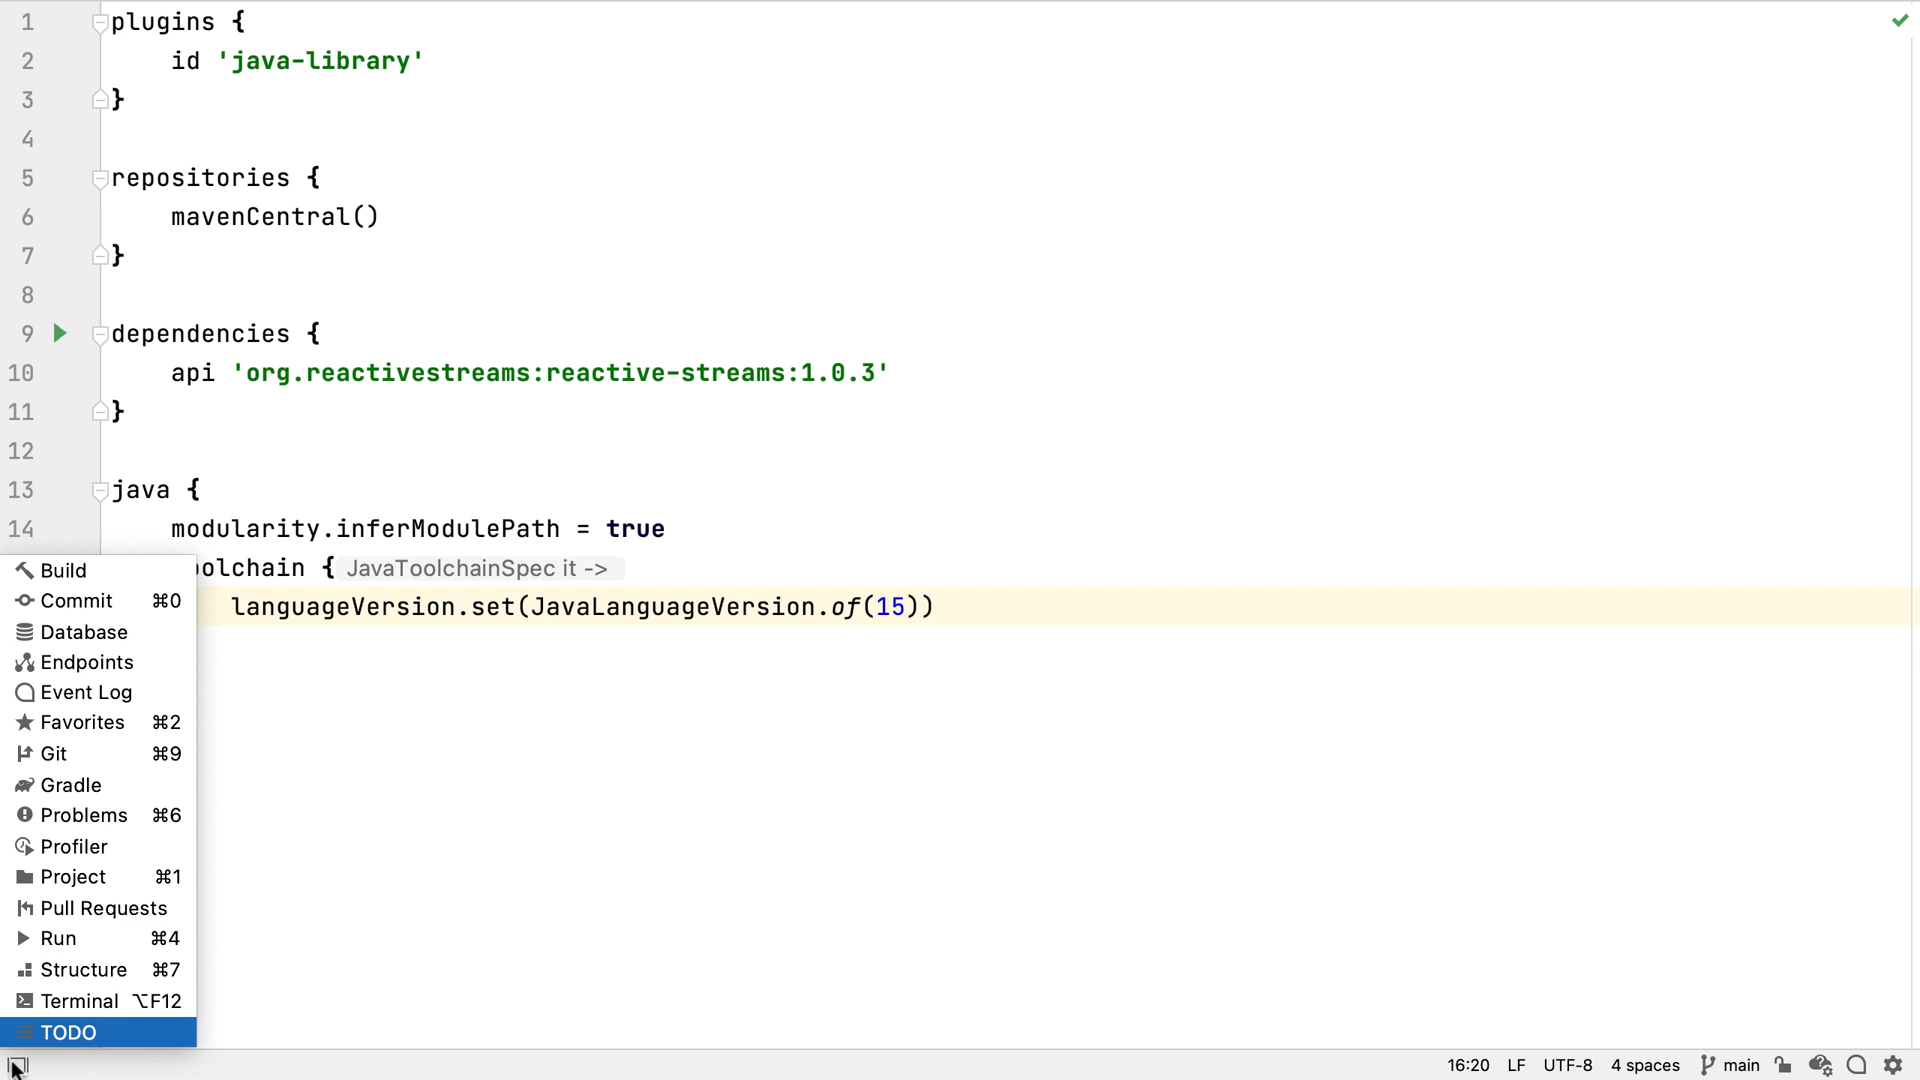 1 plugins {
2     id 'java-library'
3 }
4
5 repositories {
6     mavenCentral()
7 }
8
9 dependencies {
10     api 'org.reactivestreams:reactive-streams:1.0.3'
11 }
12
13 java {
14     modularity.inferModulePath = true
oolchain { JavaToolchainSpec it ->
languageVersion.set(JavaLanguageVersion.of(15))
Build
Commit ⌘0
Database
Endpoints
Event Log
Favorites ⌘2
Git ⌘9
Gradle
Problems ⌘6
Profiler
Project ⌘1
Pull Requests
Run ⌘4
Structure ⌘7
Terminal ⌥F12
TODO
16:20 LF UTF-8 4 spaces main